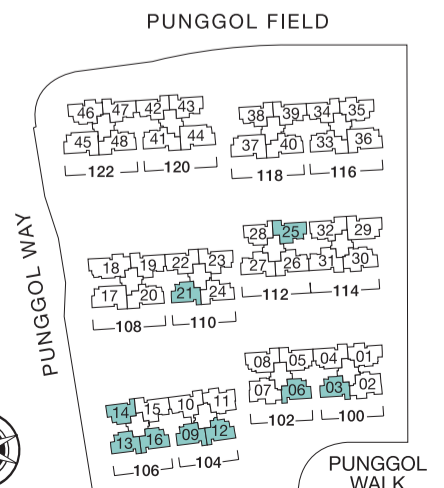 PUNGGOL FIELD
46 47 42 43
45 48 41 44
122 120
38 39 34 35
37 40 33 36
118 116
PUNGGOL WAY
28 25 32 29
27 26 31 30
112 114
18 19 22 23
17 20 21 24
108 110
08 05 04 01
07 06 03 02
102 100
14 15 10 11
13 16 09 12
106 104
PUNGGOL
WALK